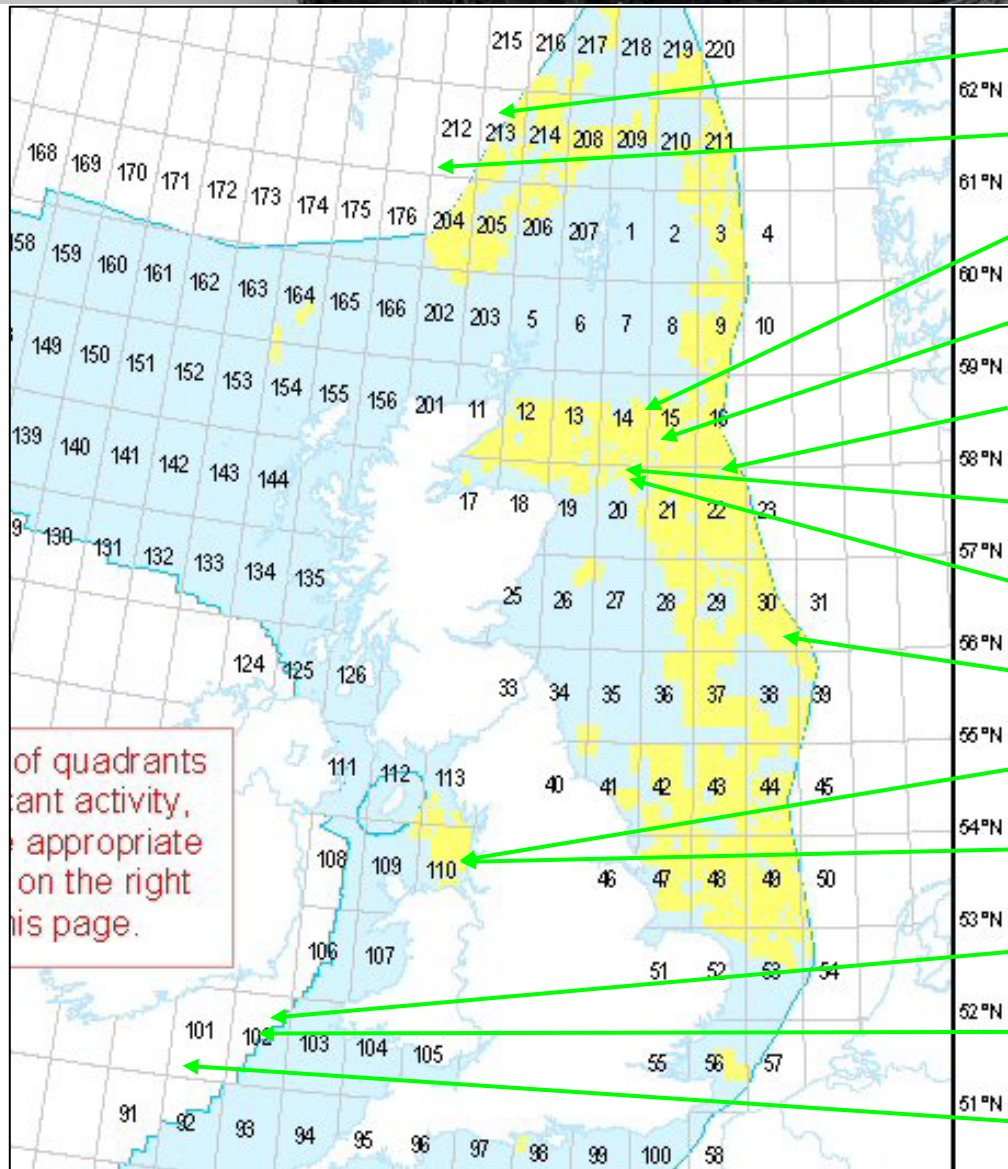 215 216 217 218 219 220
62°N
212 213 214 208 209 210 211
168 169 170 171 172 173 174 175 176
61°N
204 205 206 207 1 2 3 4
158 159 160 161 162 163 164 165 166 202 203 5 6 7 8 9 10
60°N
59°N
149 150 151 152 153 154 155 156 201 11 12 13 14 15 16
58°N
139 140 141 142 143 144
17 18 19 20 21 22 23
57°N
9 130 131 132 133 134 135
25 26 27 28 29 30 31
56°N
124 125 126
33 34 35 36 37 38 39
55°N
of quadrants
cant activity,
e appropriate
on the right
his page.
111 112 113
40 41 42 43 44 45
54°N
108 109 110
46 47 48 49 50
53°N
106 107
51 52 53 54
52°N
101 102 103 104 105
55 56 57
51°N
91 92 93 94 95 96 97 98 99 100 58